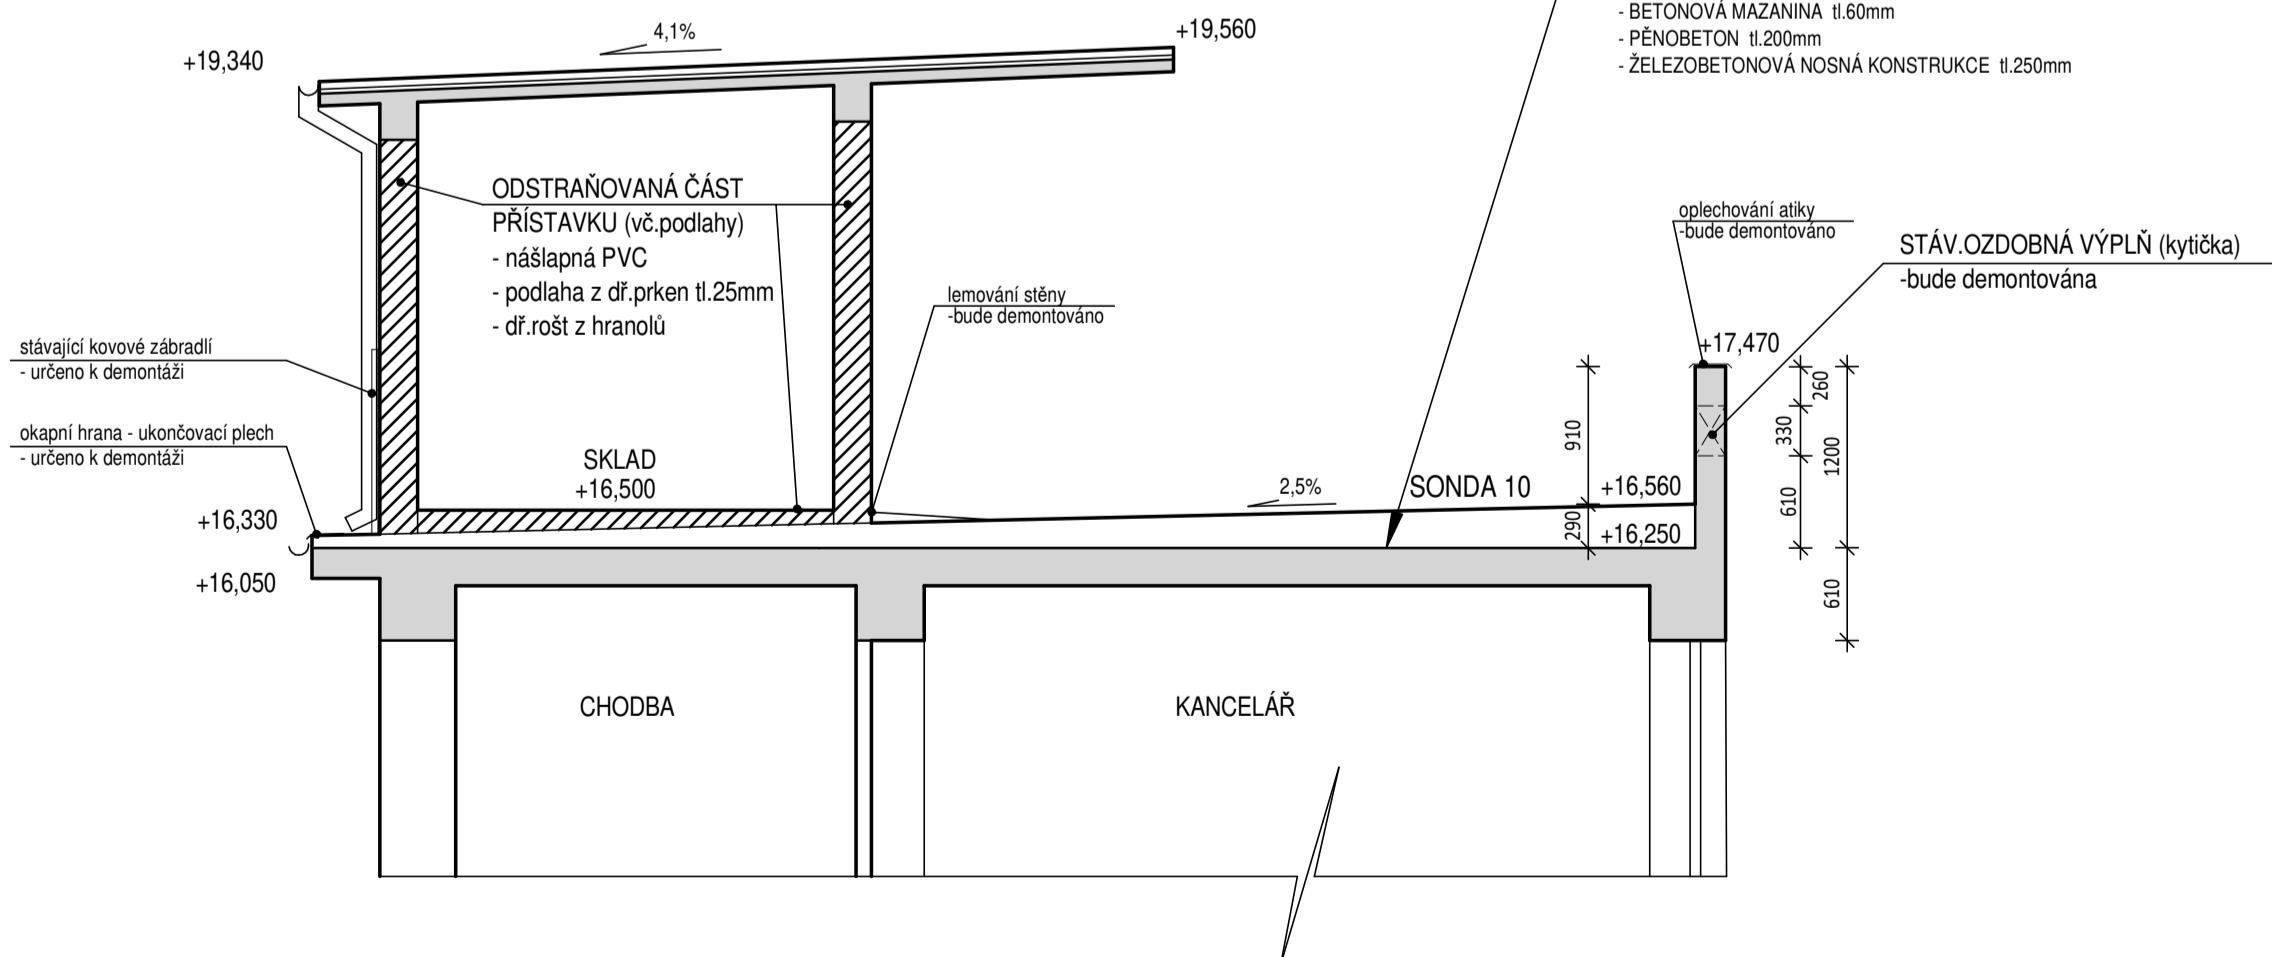 - BETONOVÁ MAZANINA tl.60mm
- PĚNOBETON tl.200mm
- ŽELEZOBETONOVÁ NOSNÁ KONSTRUKCE tl.250mm
4,1%
+19,560
+19,340
ODSTRAŇOVANÁ ČÁST
PŘÍSTAVKU (vč.podlahy)
- nášlapná PVC
- podlaha z dř.prken tl.25mm
- dř.rošt z hranolů
oplechování atiky
-bude demontováno
STÁV.OZDOBNÁ VÝPLŇ (kytička)
-bude demontována
lemování stěny
-bude demontováno
stávající kovové zábradlí
- určeno k demontáži
+17,470
okapní hrana - ukončovací plech
- určeno k demontáži
910
260
330
1200
610
SKLAD
+16,500
2,5%
SONDA 10
+16,560
290
+16,250
+16,330
+16,050
610
CHODBA
KANCELÁŘ